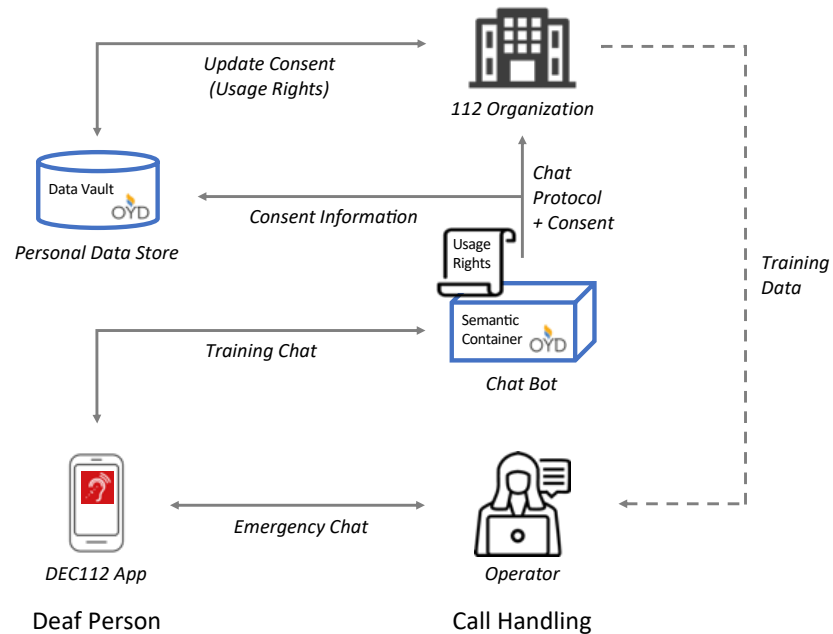 Update Consent
(Usage Rights)
112 Organization
Data Vault
OYD
Personal Data Store
Consent Information
Chat
Protocol
+ Consent
Usage
Rights
Training
Data
Semantic
Container
OYD
Training Chat
Chat Bot
Emergency Chat
DEC112 App
Operator
Deaf Person
Call Handling